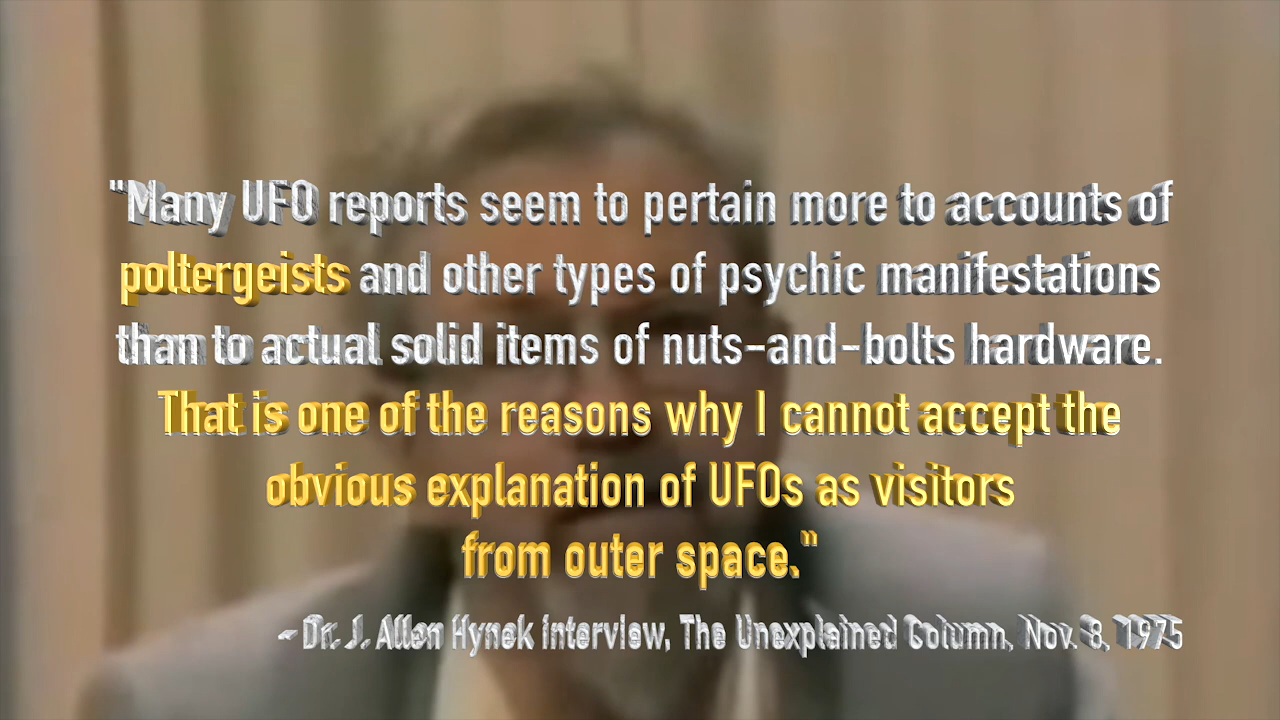 "Many UFO reports seem to pertain more to accounts of
poltergeists and other types of psychic manifestations
than to actual solid items of nuts-and-bolts hardware.
That is one of the reasons why I cannot accept the
obvious explanation of UFOs as visitors
from outer space."
- Dr. J. Allen Hynek interview, The Unexplained Column, Nov. 8, 1975